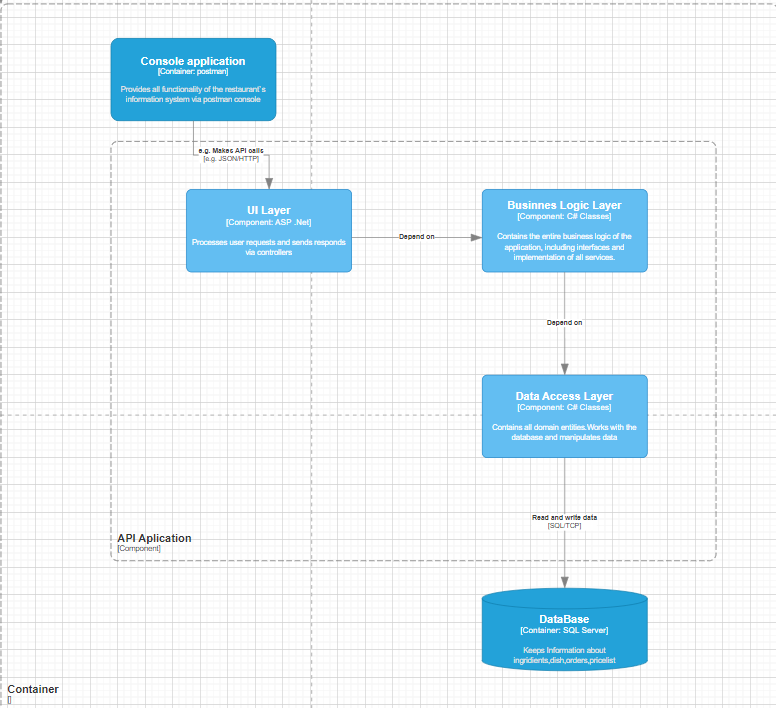 Console application
[Container: postman]
Provides all functionality of the restaurant`s
information system via postman console
e.g. Makes API calls
[e.g. JSON/HTTP]
UI Layer
[Component: ASP .Net]
Processes user requests and sends responds
via controllers
Depend on
Businnes Logic Layer
[Component: C# Classes]
Contains the entire business logic of the
application, including interfaces and
implementation of all services.
Depend on
Data Access Layer
[Component: C# Classes]
Contains all domain entities.Works with the
database and manipulates data
Read and write data
[SQL/TCP]
API Aplication
[Component]
DataBase
[Container: SQL Server]
Keeps Information about
ingridients,dish,orders,pricelist
Container
[]